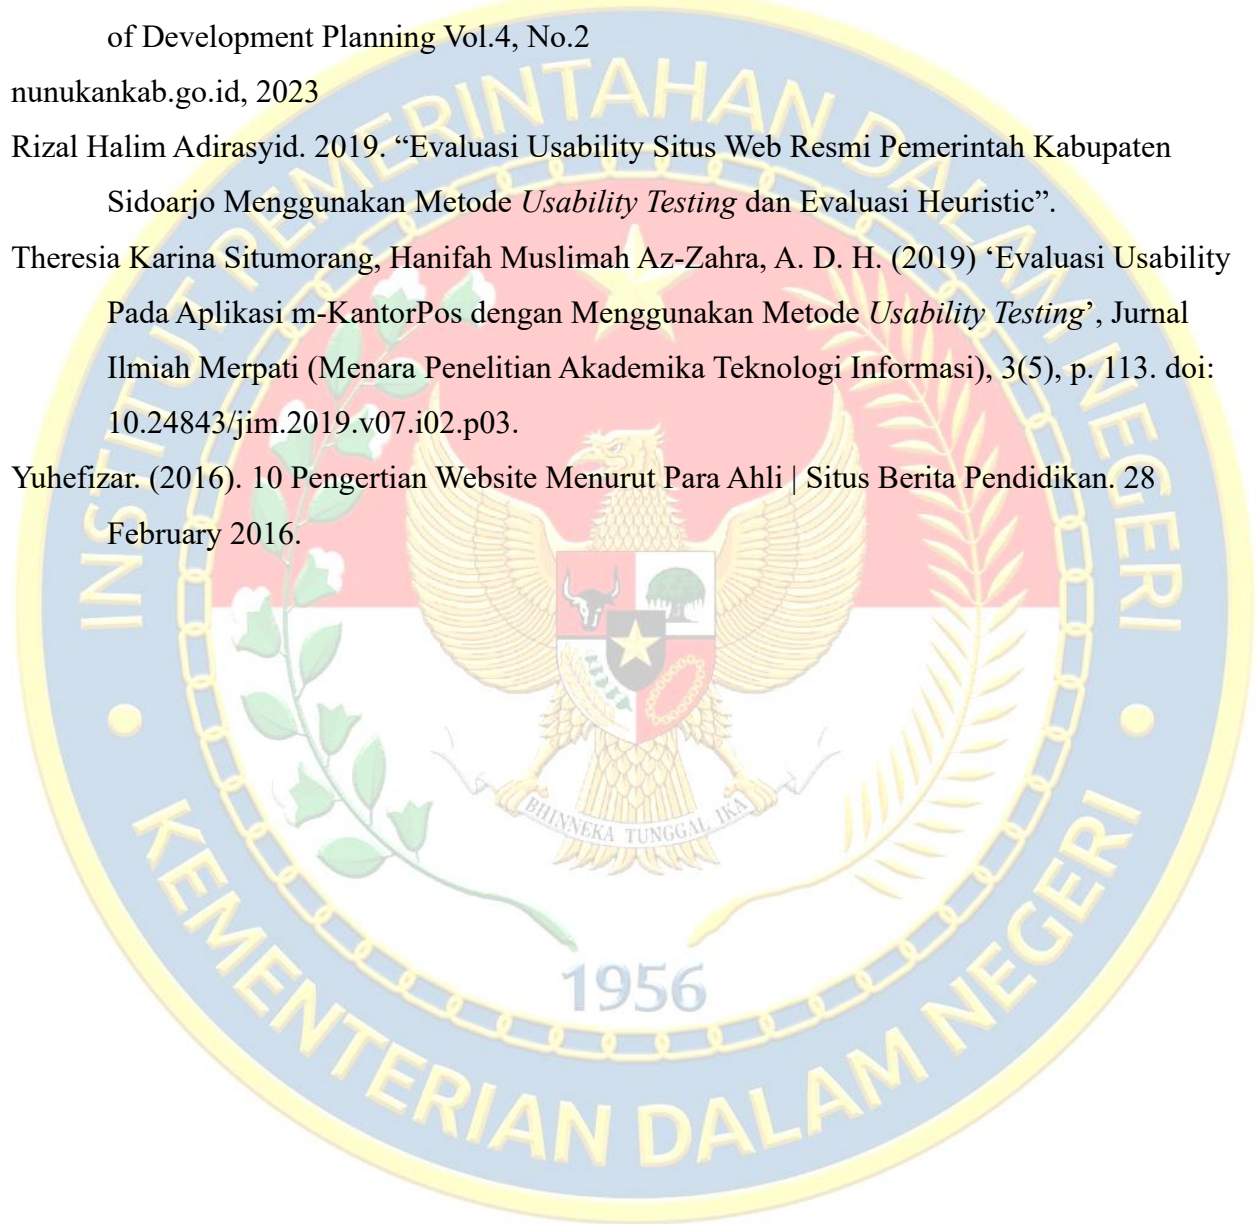 of Development Planning Vol.4, No.2
nunukankab.go.id, 2023
Rizal Halim Adirasyid. 2019. “Evaluasi Usability Situs Web Resmi Pemerintah Kabupaten
Sidoarjo Menggunakan Metode Usability Testing dan Evaluasi Heuristic”.
Theresia Karina Situmorang, Hanifah Muslimah Az-Zahra, A. D. H. (2019) ‘Evaluasi Usability
Pada Aplikasi m-KantorPos dengan Menggunakan Metode Usability Testing’, Jurnal
Ilmiah Merpati (Menara Penelitian Akademika Teknologi Informasi), 3(5), p. 113. doi:
10.24843/jim.2019.v07.i02.p03.
Yuhefizar. (2016). 10 Pengertian Website Menurut Para Ahli | Situs Berita Pendidikan. 28
February 2016.
INSTITUT PEMERINTAHAN DALAM NEGERI
BHINNEKA TUNGGAL IKA
1956
KEMENTERIAN DALAM NEGERI